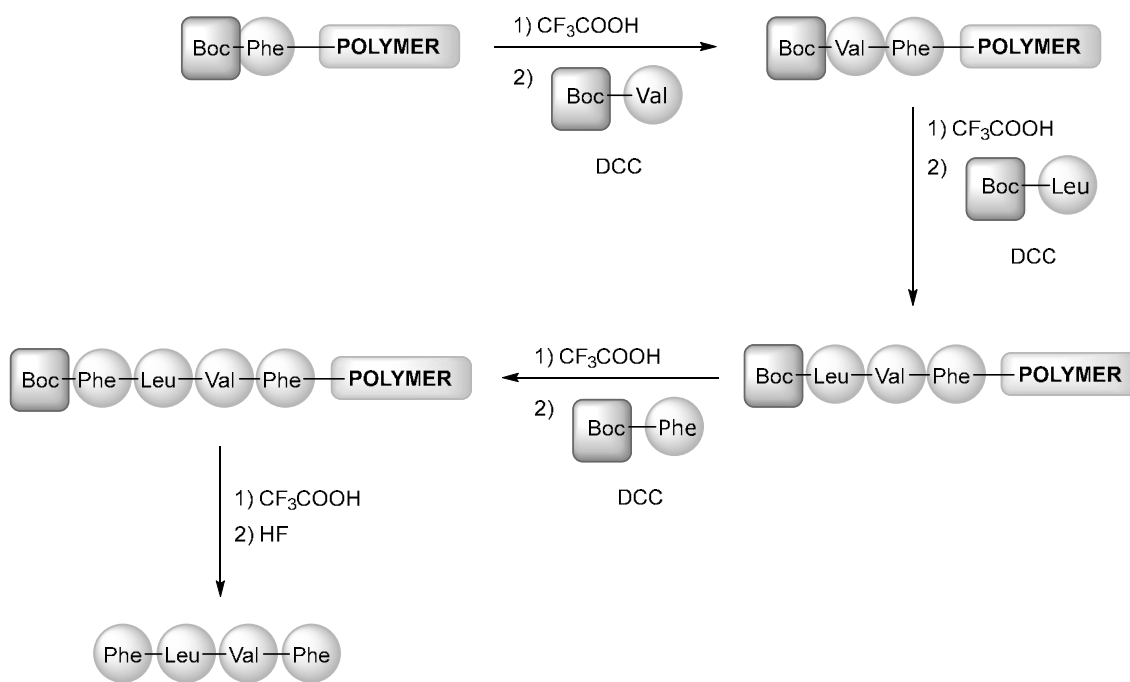 Boc-Phe-POLYMER
1) CF₃COOH
2) Boc-Val
DCC
Boc-Val-Phe-POLYMER
1) CF₃COOH
2) Boc-Leu
DCC
Boc-Leu-Val-Phe-POLYMER
1) CF₃COOH
2) Boc-Phe
DCC
Boc-Phe-Leu-Val-Phe-POLYMER
1) CF₃COOH
2) HF
Phe-Leu-Val-Phe